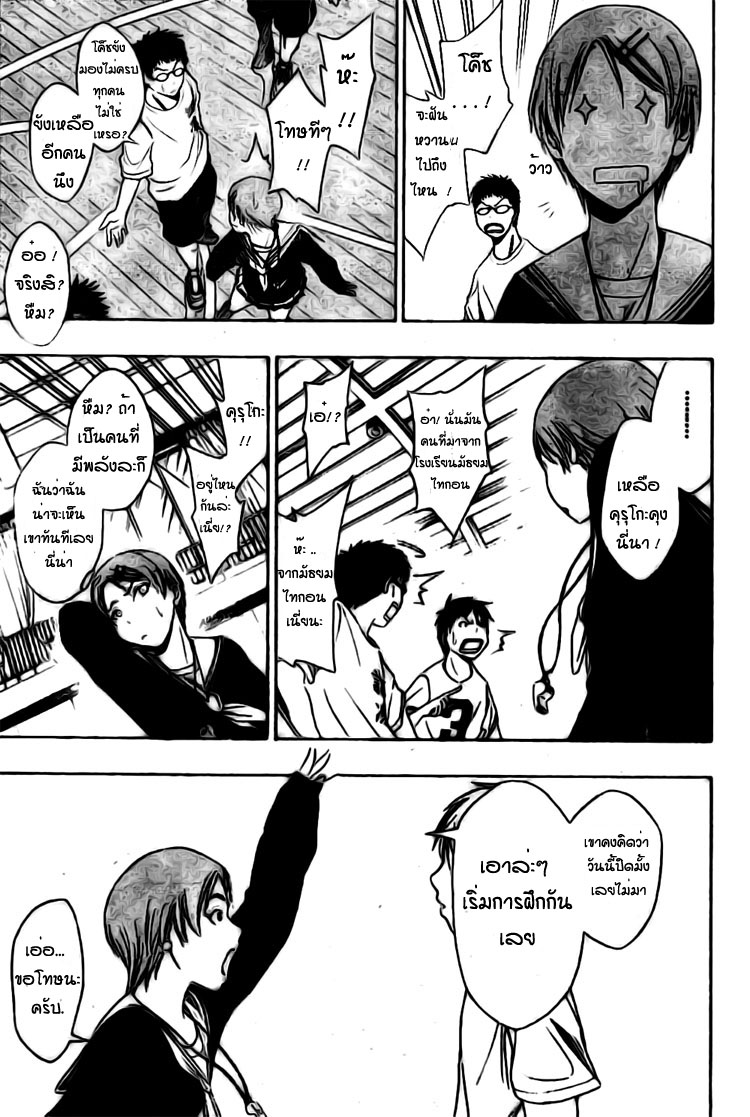 โค็ช
...!
จะฝัน
หวานฺน
ไปถึง
ไหน !
ว้าว
ห๊ะ
!!
โทษทีๆ
!!
โค็ชยัง
มองไม่ครบ
ทุกคน
ไม่ใช่
เหรอ?
ยังเหลือ
อีกคน
นึง
อ๋อ!
จริงสิ?
หืม?
..........
เหลือ
คุรุโกะคุง
นี่นา !
อ๋า! นั่นมัน
คนที่มาจาก
โรงเรียนมัธยม
ไทกอน
เอ๋!?
ห๊ะ ..
จากมัธยม
ไทกอน
เนี่ยนะ
คุรุโกะ
!!
อยู่ไหน
กันล่ะ
เนี่ย!?
หืม? ถ้า
เป็นคนที่
มีพลังละก็
ฉันว่าฉัน
น่าจะเห็น
เขาทันทีเลย
นี่น่า
3
เขาคงคิดว่า
วันนี้ปิดมั้ง
เลยไม่มา
เอาล่ะๆ
เริ่มการฝึกกัน
เลย
เอ่อ...
ขอโทษนะ
ครับ.